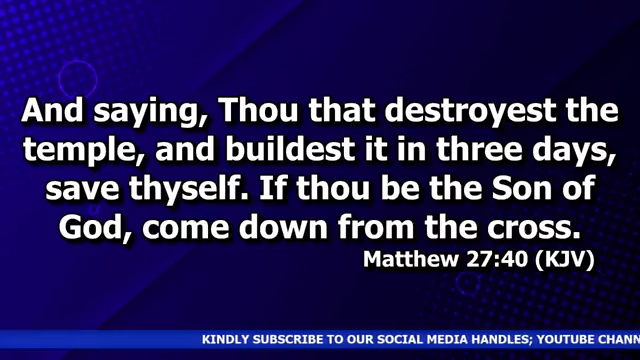 And saying, Thou that destroyest the
temple, and buildest it in three days,
save thyself. If thou be the Son of
God, come down from the cross.
Matthew 27:40 (KJV)
KINDLY SUBSCRIBE TO OUR SOCIAL MEDIA HANDLES; YOUTUBE CHANN